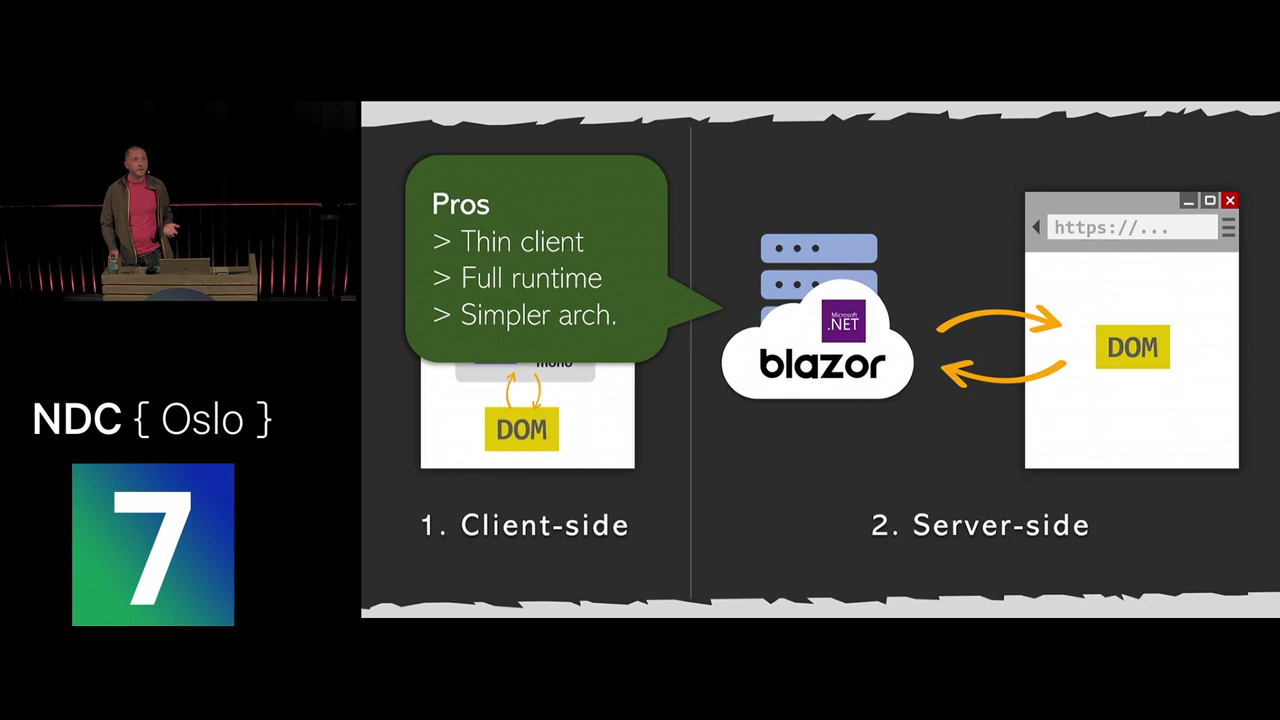 NDC { Oslo }
7
Pros
> Thin client
> Full runtime
> Simpler arch.
mono
DOM
1. Client-side
Microsoft
.NET
blazor
https://...
DOM
2. Server-side